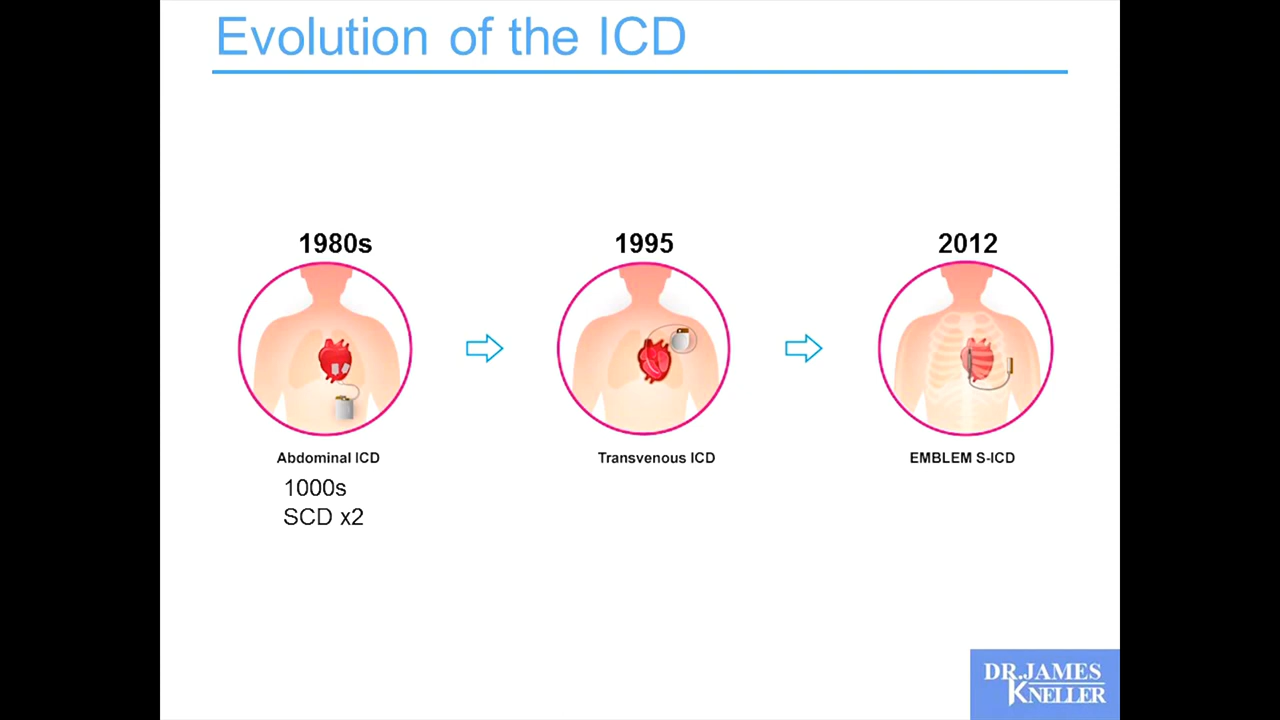 Evolution of the ICD
1980s
1995
2012
Abdominal ICD
Transvenous ICD
EMBLEM S-ICD
1000s
SCD x2
DR.JAMES
KNELLER